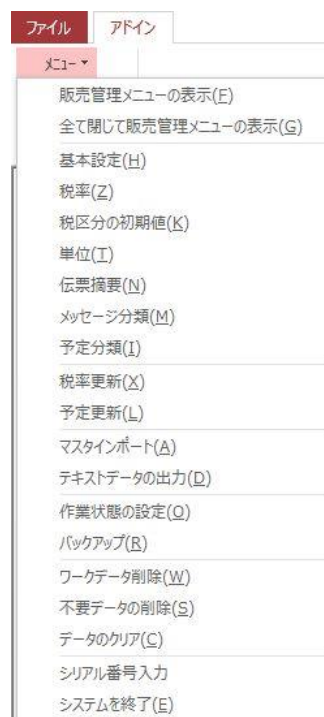 ファイル アドイン
メニュー
販売管理メニューの表示(F)
全て閉じて販売管理メニューの表示(G)
基本設定(H)
税率(Z)
税区分の初期値(K)
単位(T)
伝票摘要(N)
メッセージ分類(M)
予定分類(I)
税率更新(X)
予定更新(L)
マスタインポート(A)
テキストデータの出力(D)
作業状態の設定(O)
バックアップ(R)
ワークデータ削除(W)
不要データの削除(S)
データのクリア(C)
シリアル番号入力
システムを終了(E)